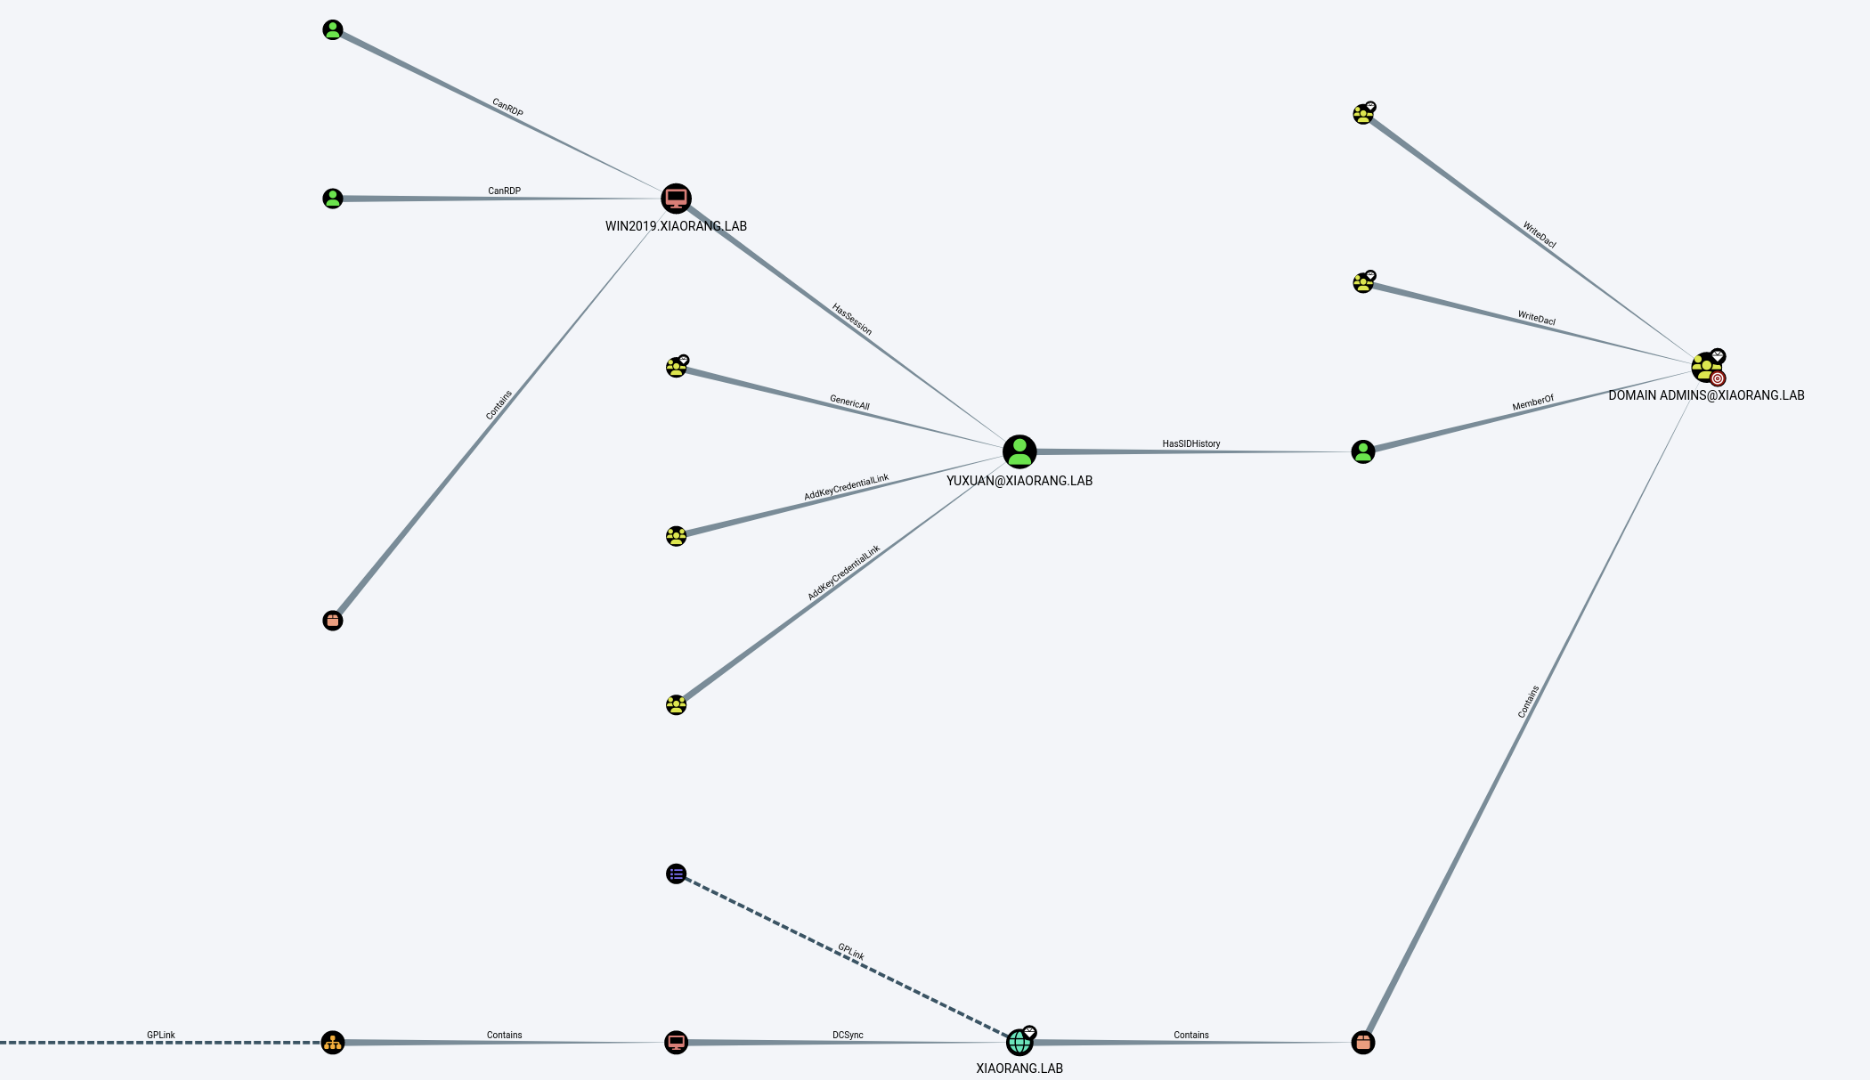 CanRDP
CanRDP
WIN2019.XIAORANG.LAB
WriteDacl
HasSession
WriteDacl
Contains
GenericAll
DOMAIN ADMINS@XIAORANG.LAB
MemberOf
HasSIDHistory
YUXUAN@XIAORANG.LAB
AddKeyCredentialLink
AddKeyCredentialLink
Contains
GPLink
GPLink
Contains
DCSync
Contains
XIAORANG.LAB